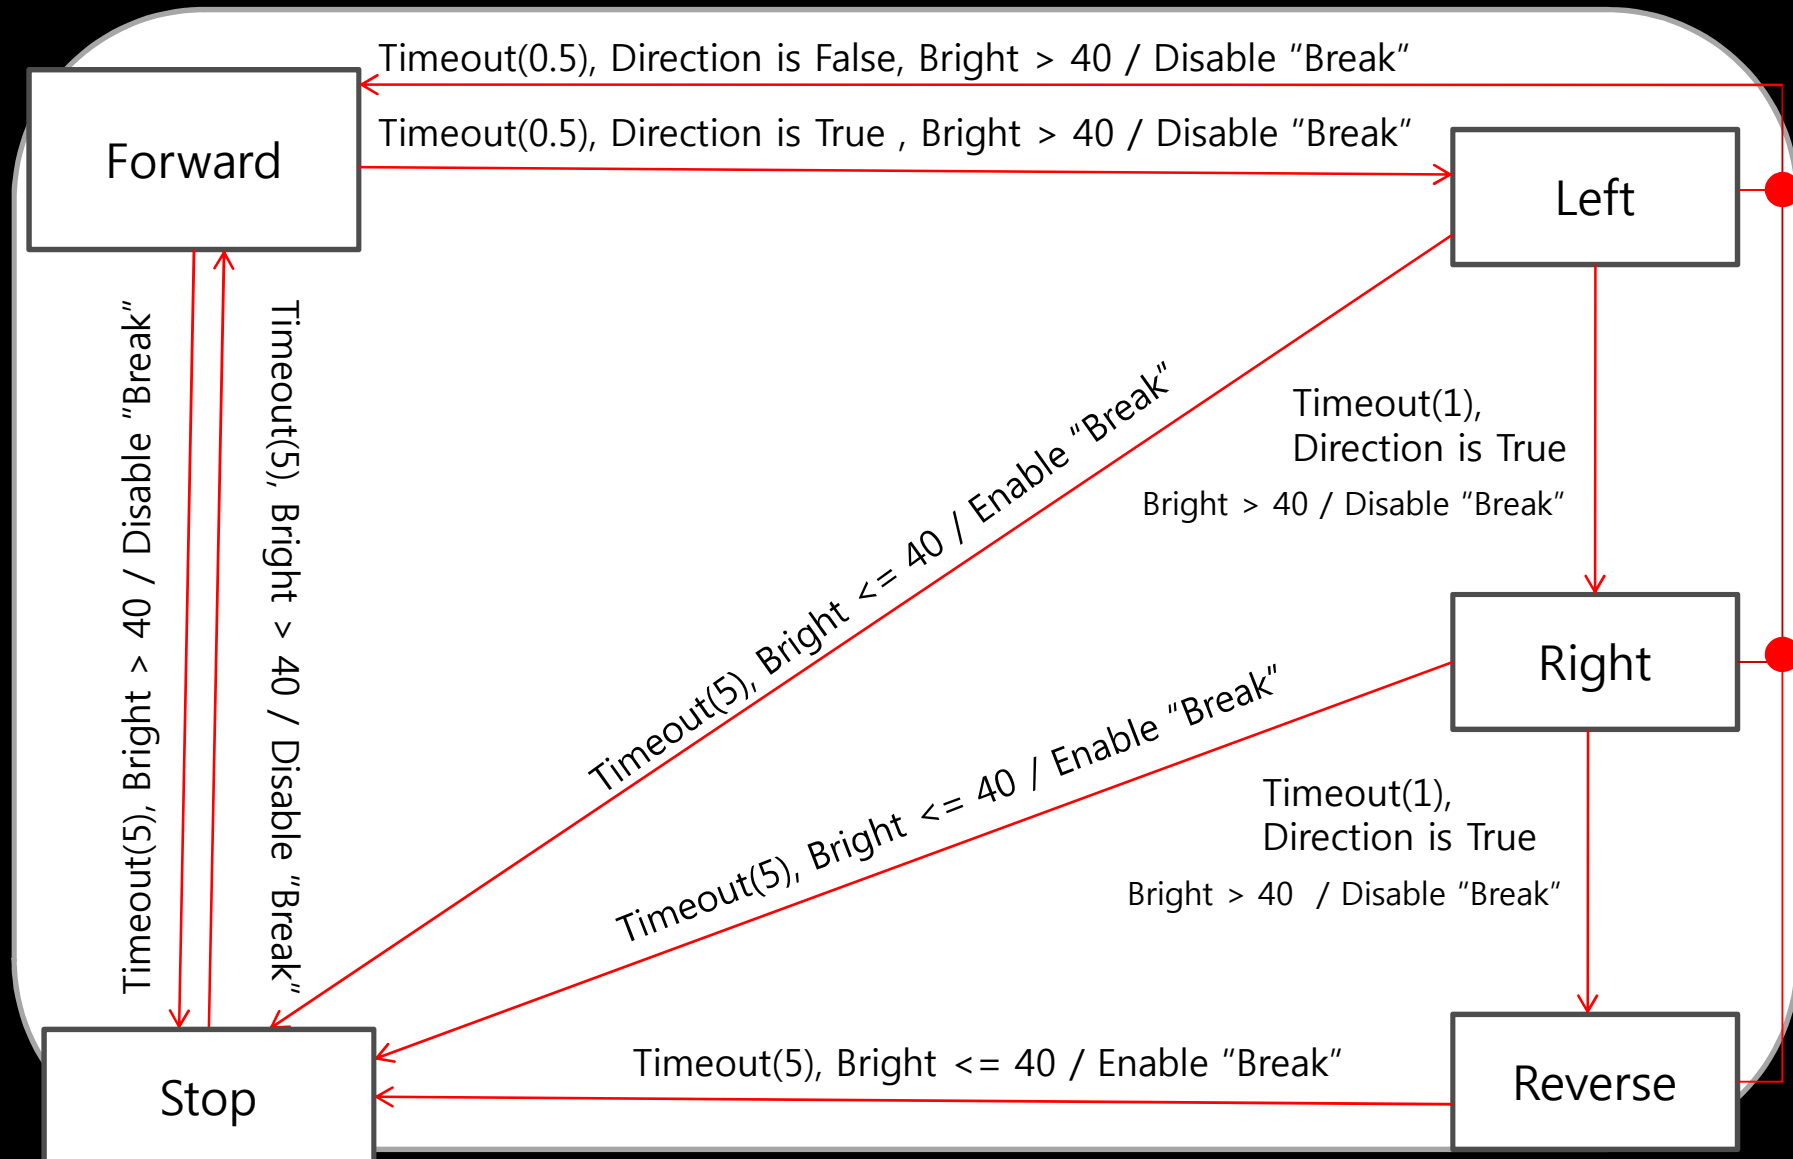 Timeout(0.5), Direction is False, Bright > 40 / Disable “Break”
Forward
Timeout(0.5), Direction is True , Bright > 40 / Disable “Break”
Left
Timeout(5), Bright > 40 / Disable “Break”
Timeout(5), Bright > 40 / Disable “Break”
Timeout(5), Bright <= 40 / Enable “Break”
Timeout(1),
Direction is True
Bright > 40 / Disable “Break”
Right
Timeout(5), Bright <= 40 / Enable “Break”
Timeout(1),
Direction is True
Bright > 40 / Disable “Break”
Stop
Timeout(5), Bright <= 40 / Enable “Break”
Reverse